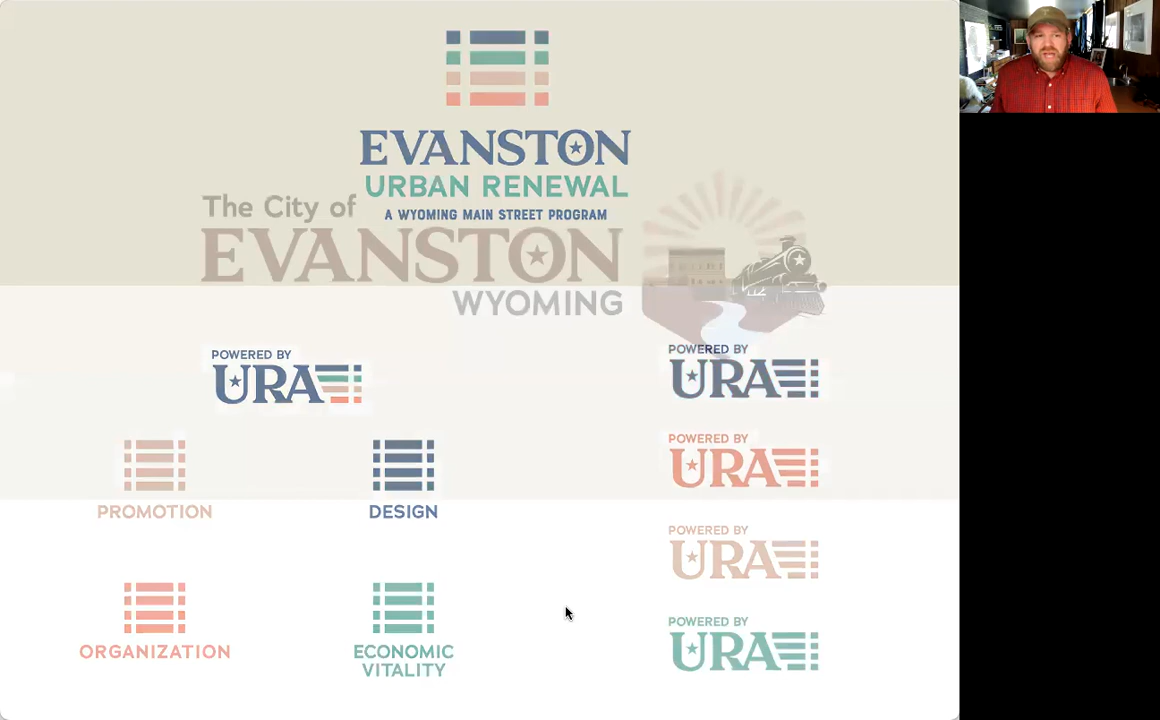 EVANSTON
URBAN RENEWAL
A WYOMING MAIN STREET PROGRAM
The City of
EVANSTON
WYOMING
POWERED BY
URA
PROMOTION
DESIGN
ORGANIZATION
ECONOMIC
VITALITY
POWERED BY
URA
POWERED BY
URA
POWERED BY
URA
POWERED BY
URA